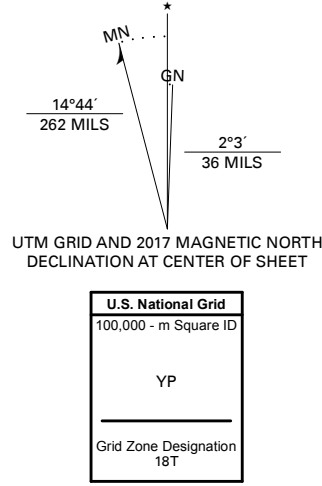 ★
MN
GN
14°44´
262 MILS
2°3´
36 MILS
UTM GRID AND 2017 MAGNETIC NORTH
DECLINATION AT CENTER OF SHEET
U.S. National Grid
100,000 - m Square ID
YP
Grid Zone Designation
18T